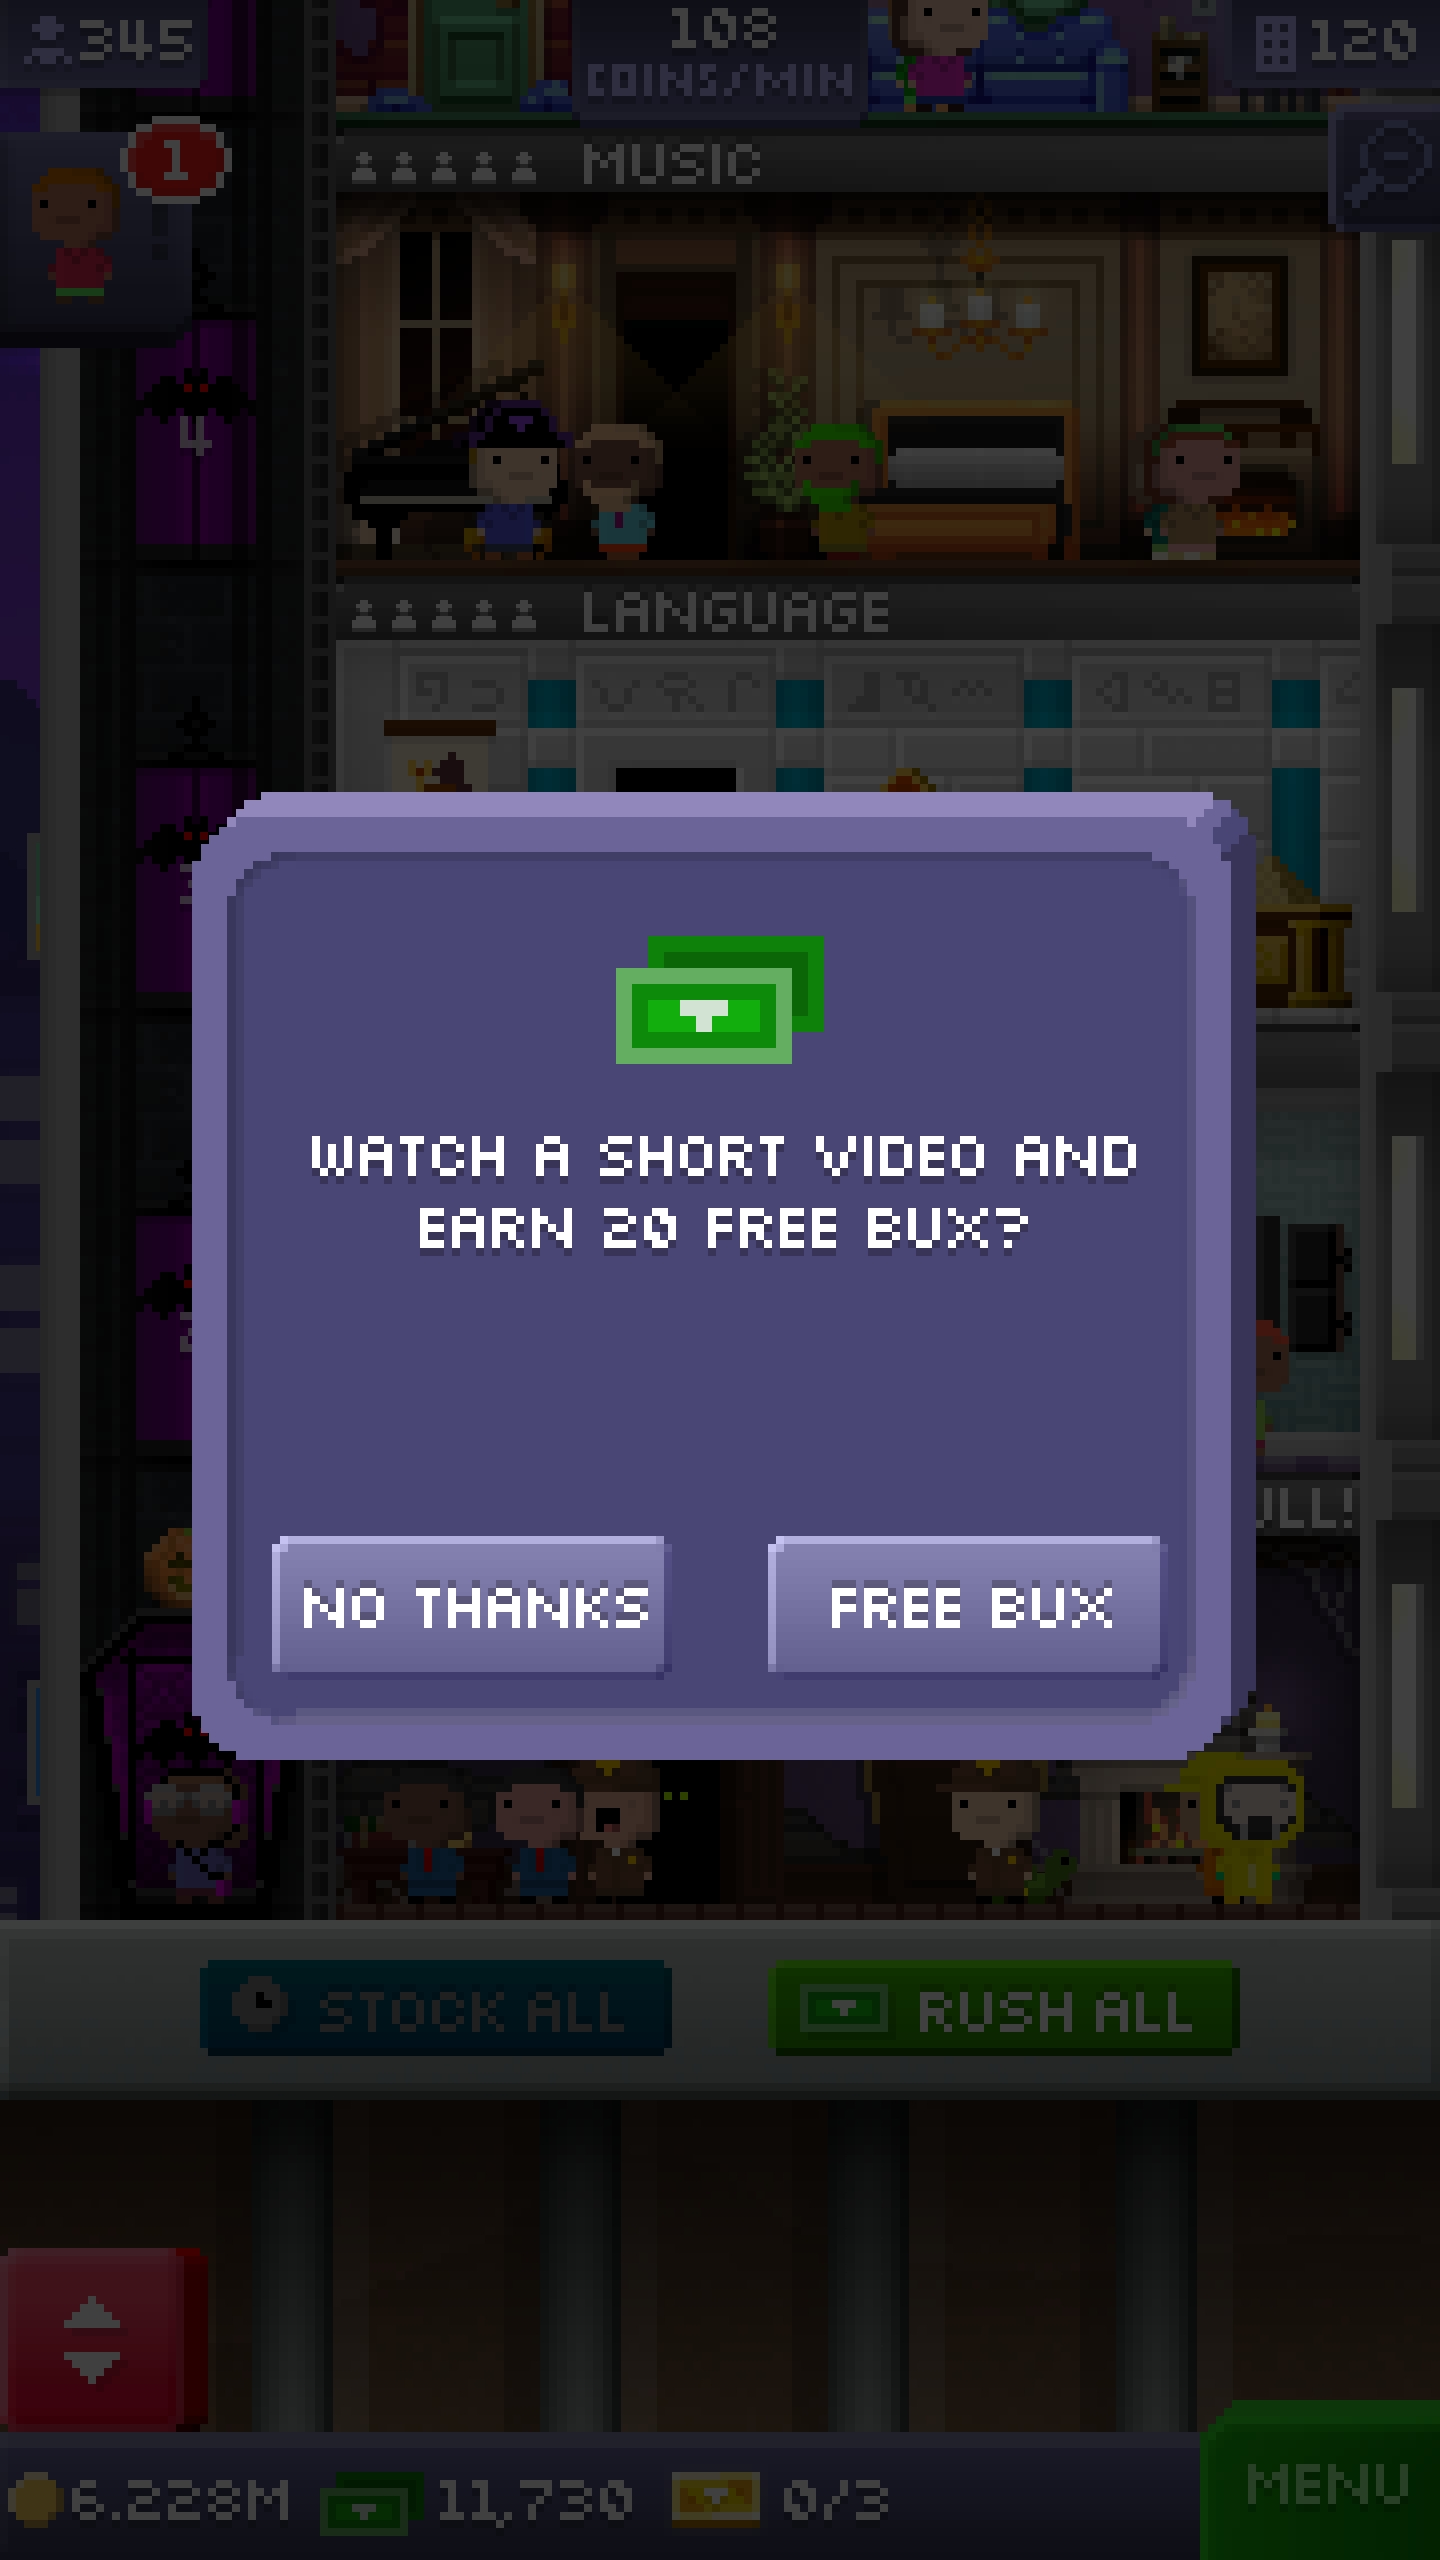 345
108
COINS/MIN
120
1
MUSIC
4
LANGUAGE
WATCH A SHORT VIDEO AND
EARN 20 FREE BUX?
NO THANKS
FREE BUX
STOCK ALL
RUSH ALL
6.228M
11,730
0/3
MENU